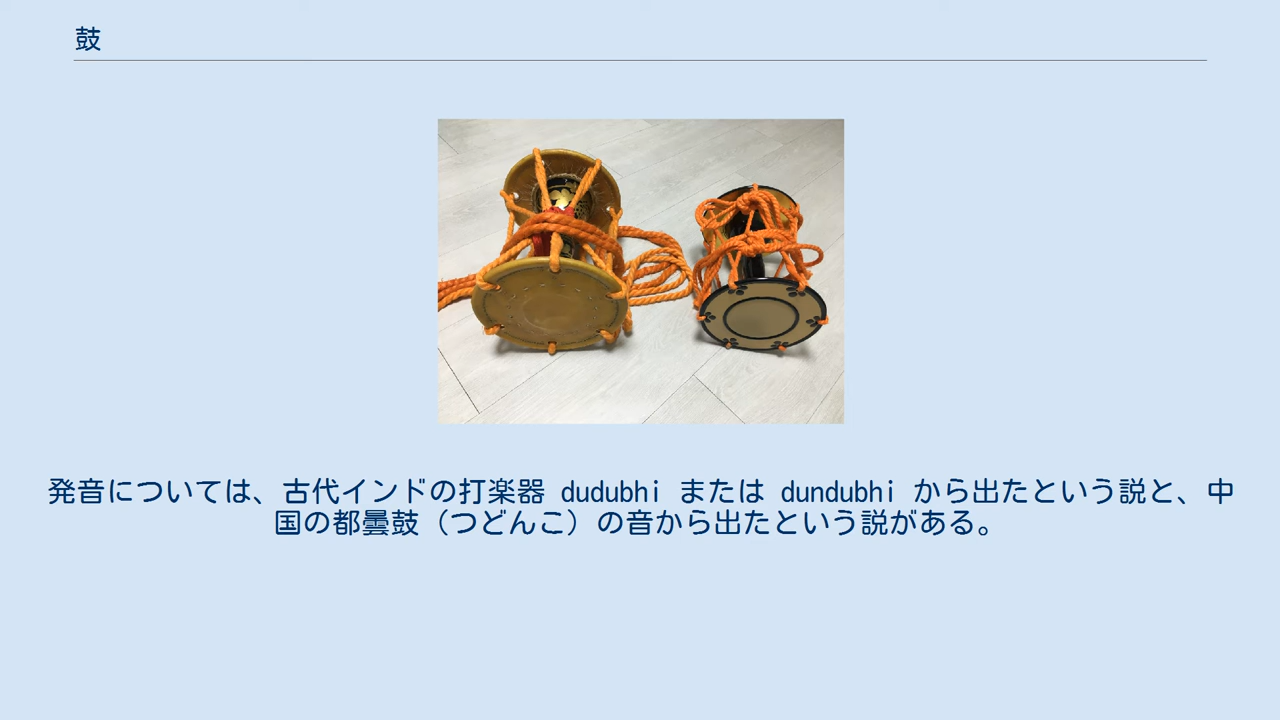 鼓
発音については、古代インドの打楽器 dudubhi または dundubhi から出たという説と、中
国の都曇鼓（つどんこ）の音から出たという説がある。